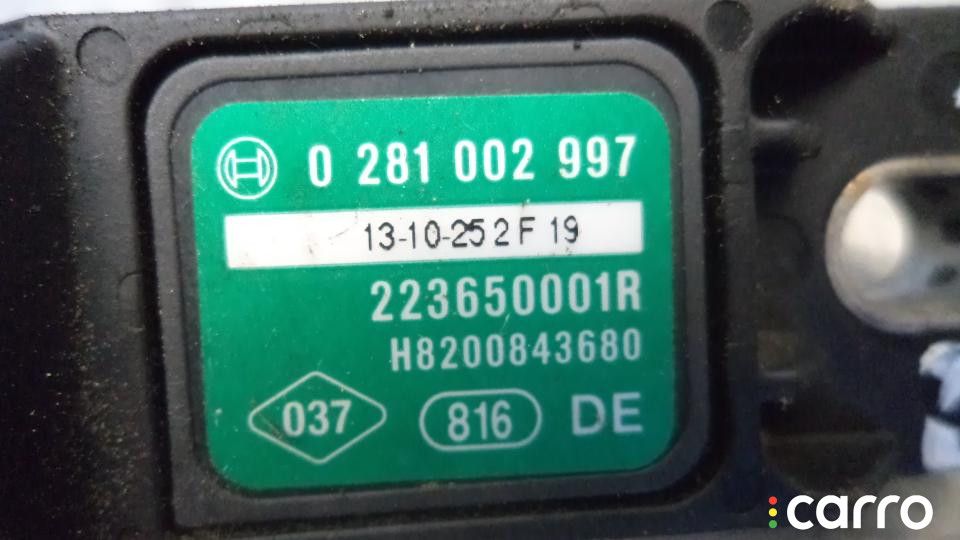 0 281 002 997
13-10-25 2 F 19
223650001R
H8200843680
037 816 DE
carro